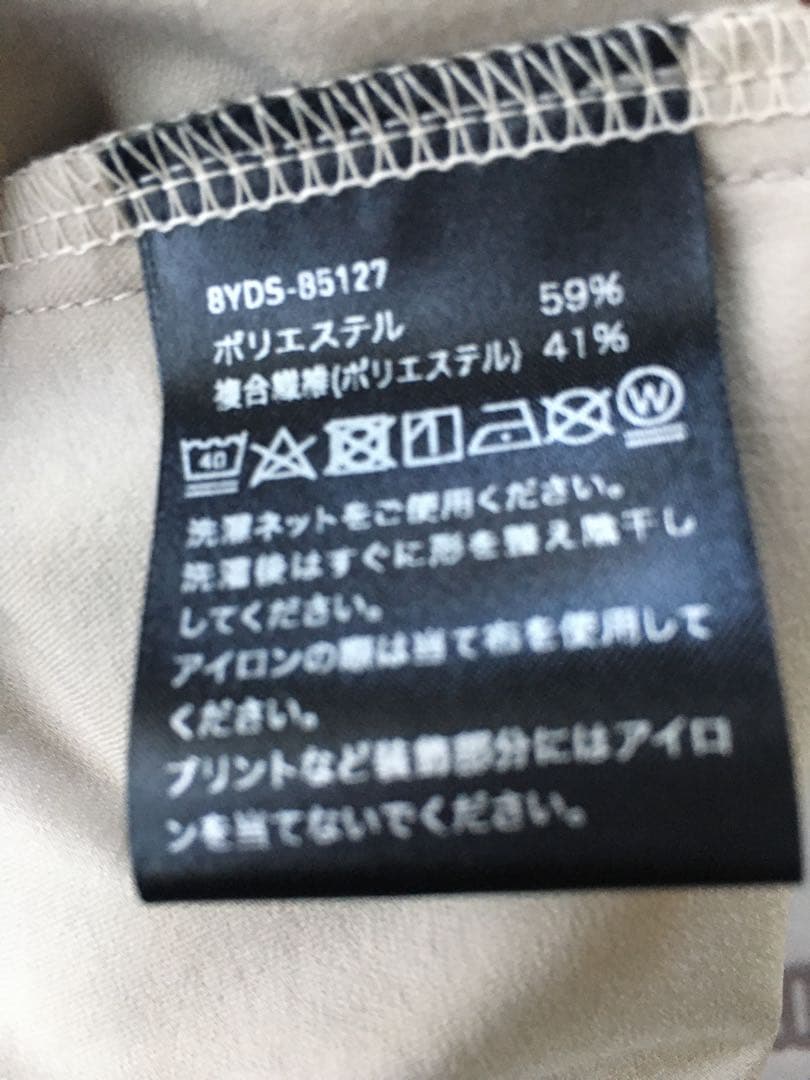 8YDS-85127
ポリエステル 59%
複合繊維(ポリエステル) 41%
40 W
洗濯ネットをご使用ください。
洗濯後はすぐに形を整え陰干し
してください。
アイロンの際は当て布を使用して
ください。
プリントなど装飾部分にはアイロ
ンを当てないでください。